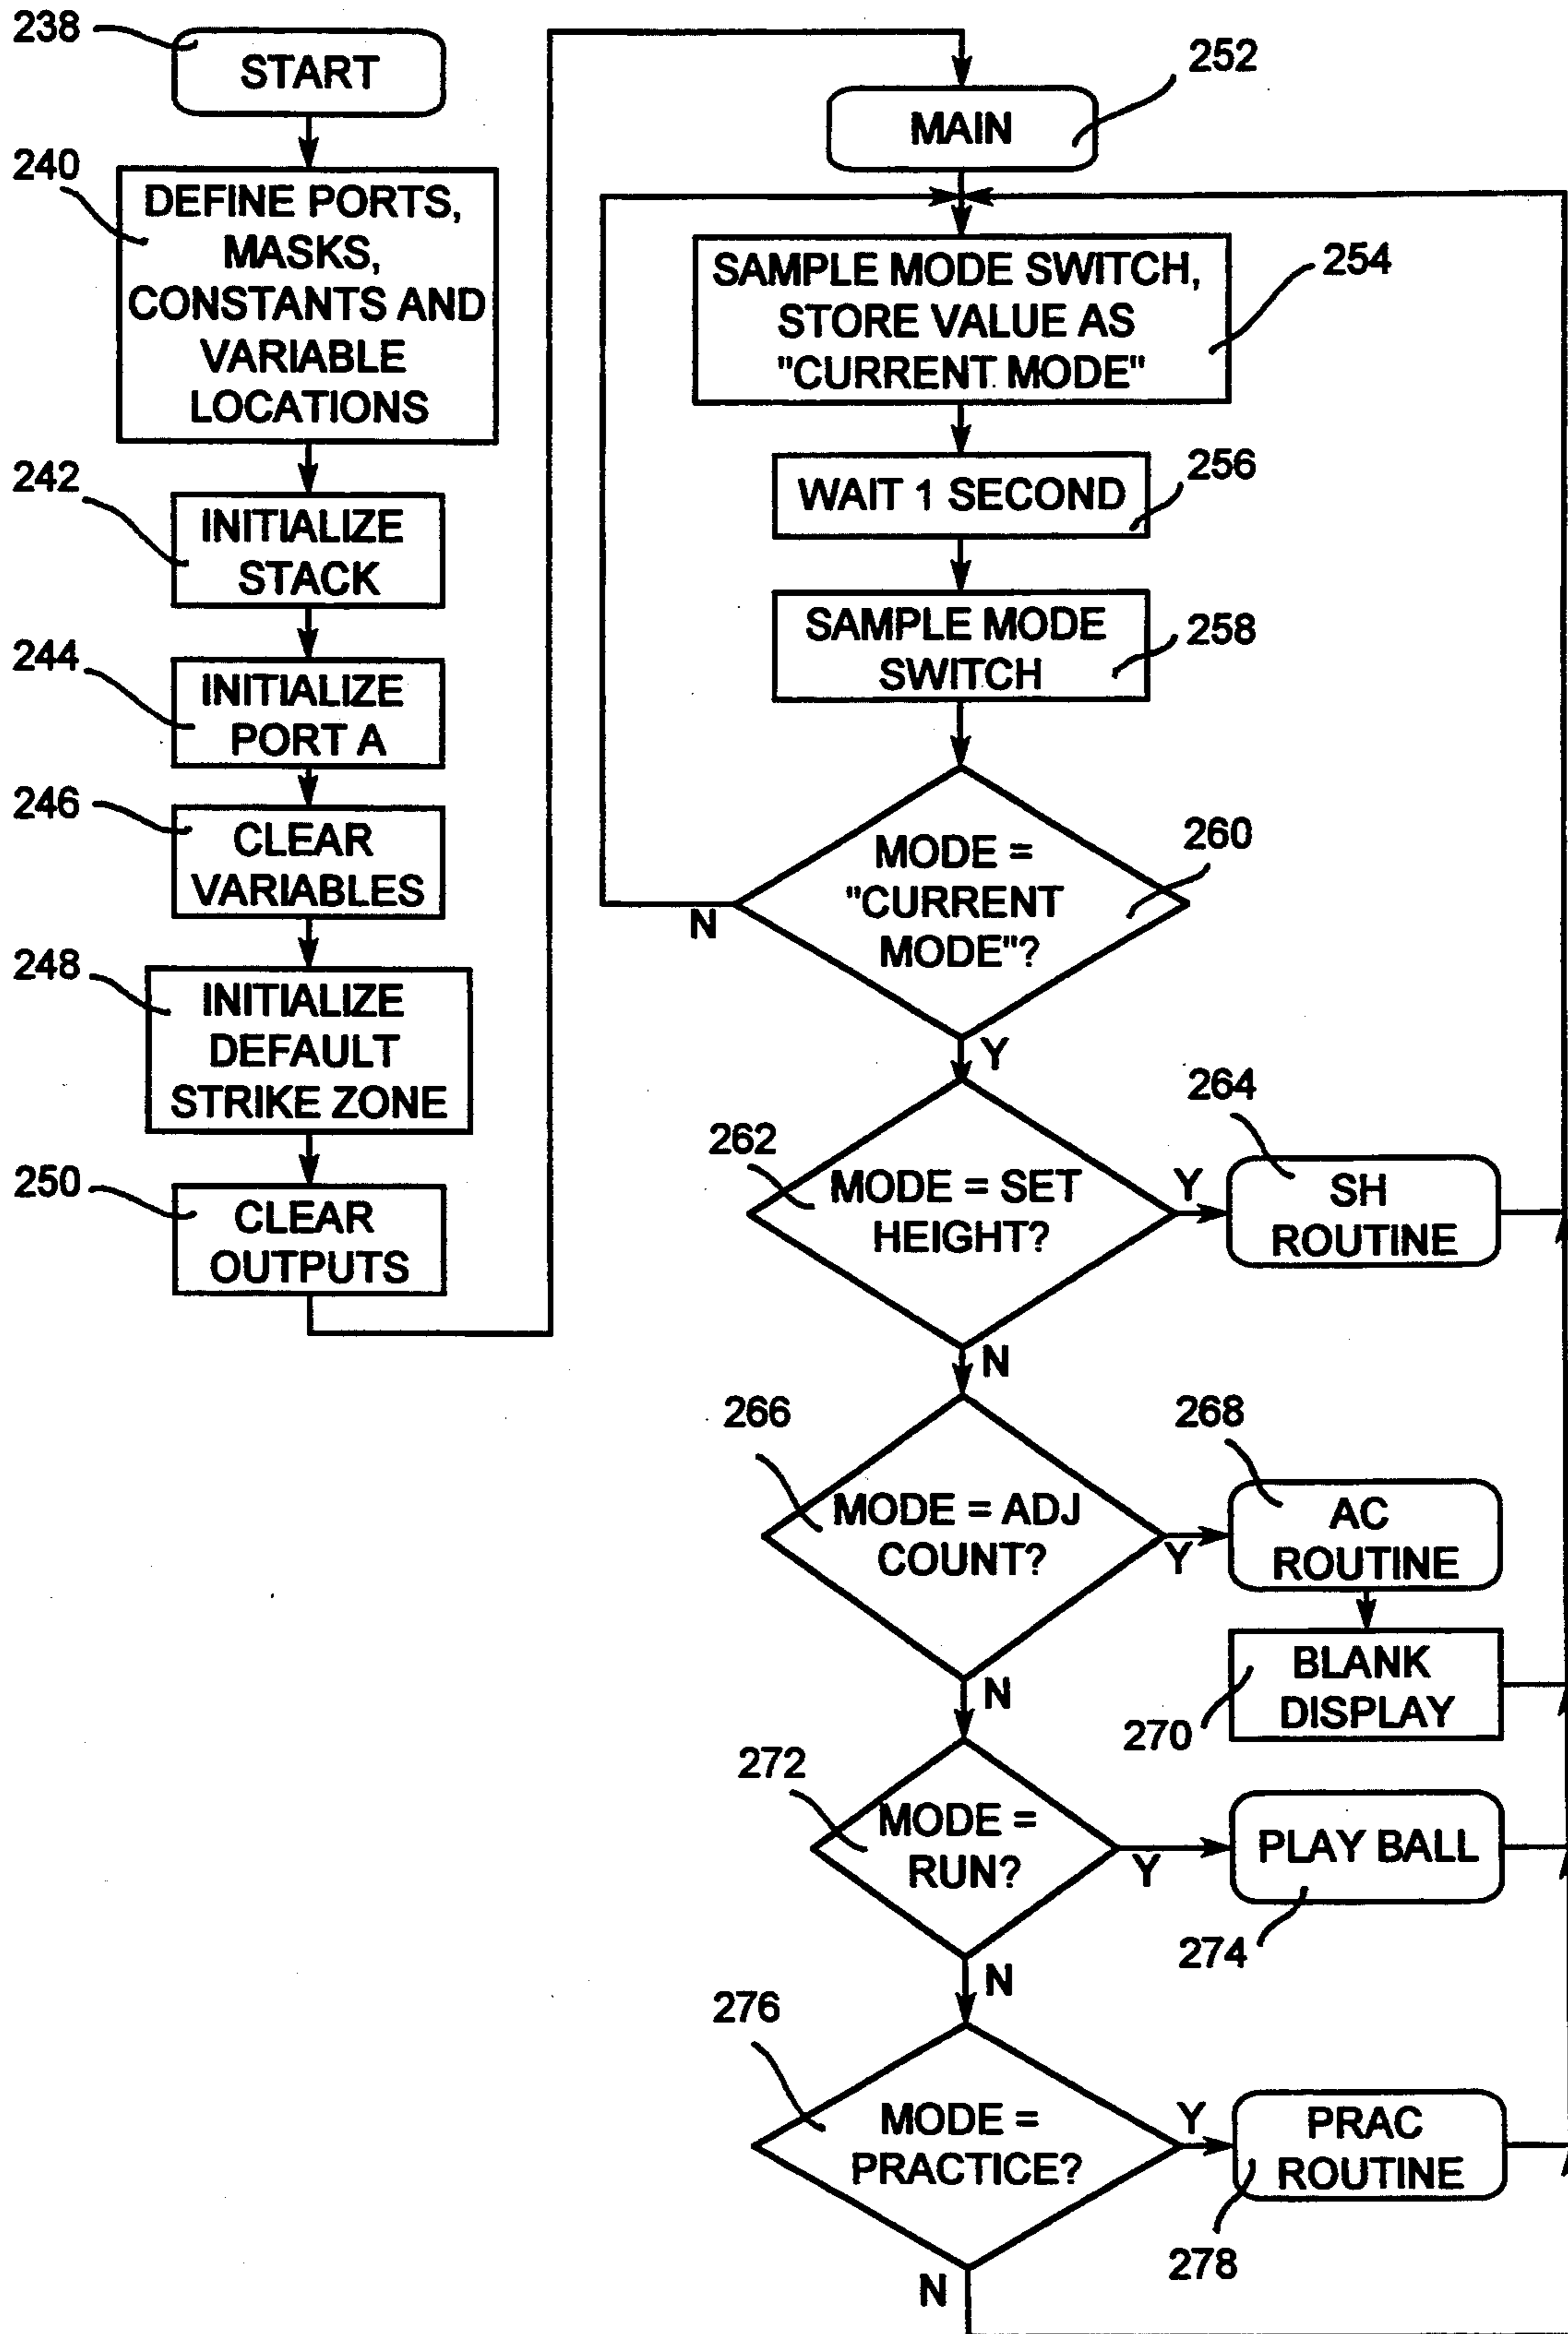 238
START
240
DEFINE PORTS,
MASKS,
CONSTANTS AND
VARIABLE
LOCATIONS
242
INITIALIZE
STACK
244
INITIALIZE
PORT A
246
CLEAR
VARIABLES
248
INITIALIZE
DEFAULT
STRIKE ZONE
250
CLEAR
OUTPUTS
252
MAIN
254
SAMPLE MODE SWITCH,
STORE VALUE AS
"CURRENT MODE"
256
WAIT 1 SECOND
258
SAMPLE MODE
SWITCH
260
MODE =
"CURRENT
MODE"?
N
Y
262
MODE = SET
HEIGHT?
Y
264
SH
ROUTINE
N
266
MODE = ADJ
COUNT?
Y
268
AC
ROUTINE
270
BLANK
DISPLAY
N
272
MODE =
RUN?
Y
PLAY BALL
274
N
276
MODE =
PRACTICE?
Y
PRAC
ROUTINE
278
N